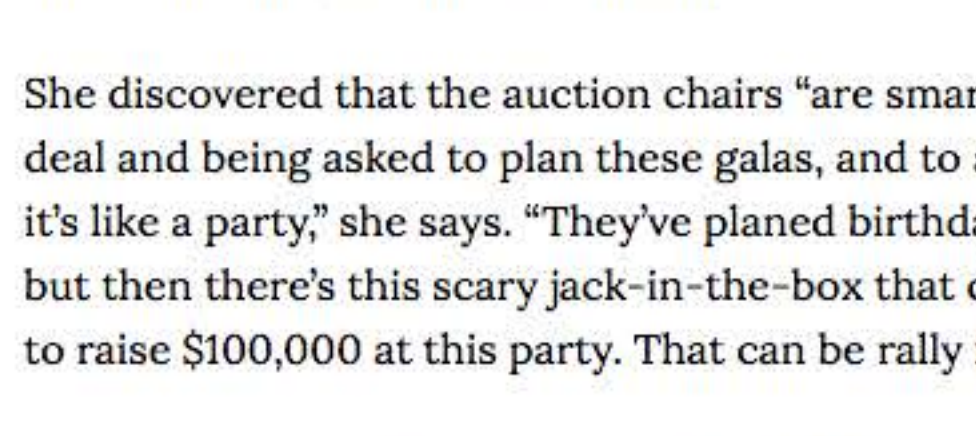 She discovered that the auction chairs “are smar
deal and being asked to plan these galas, and to
it’s like a party,” she says. “They’ve planed birthda
but then there’s this scary jack-in-the-box that
to raise $100,000 at this party. That can be rally